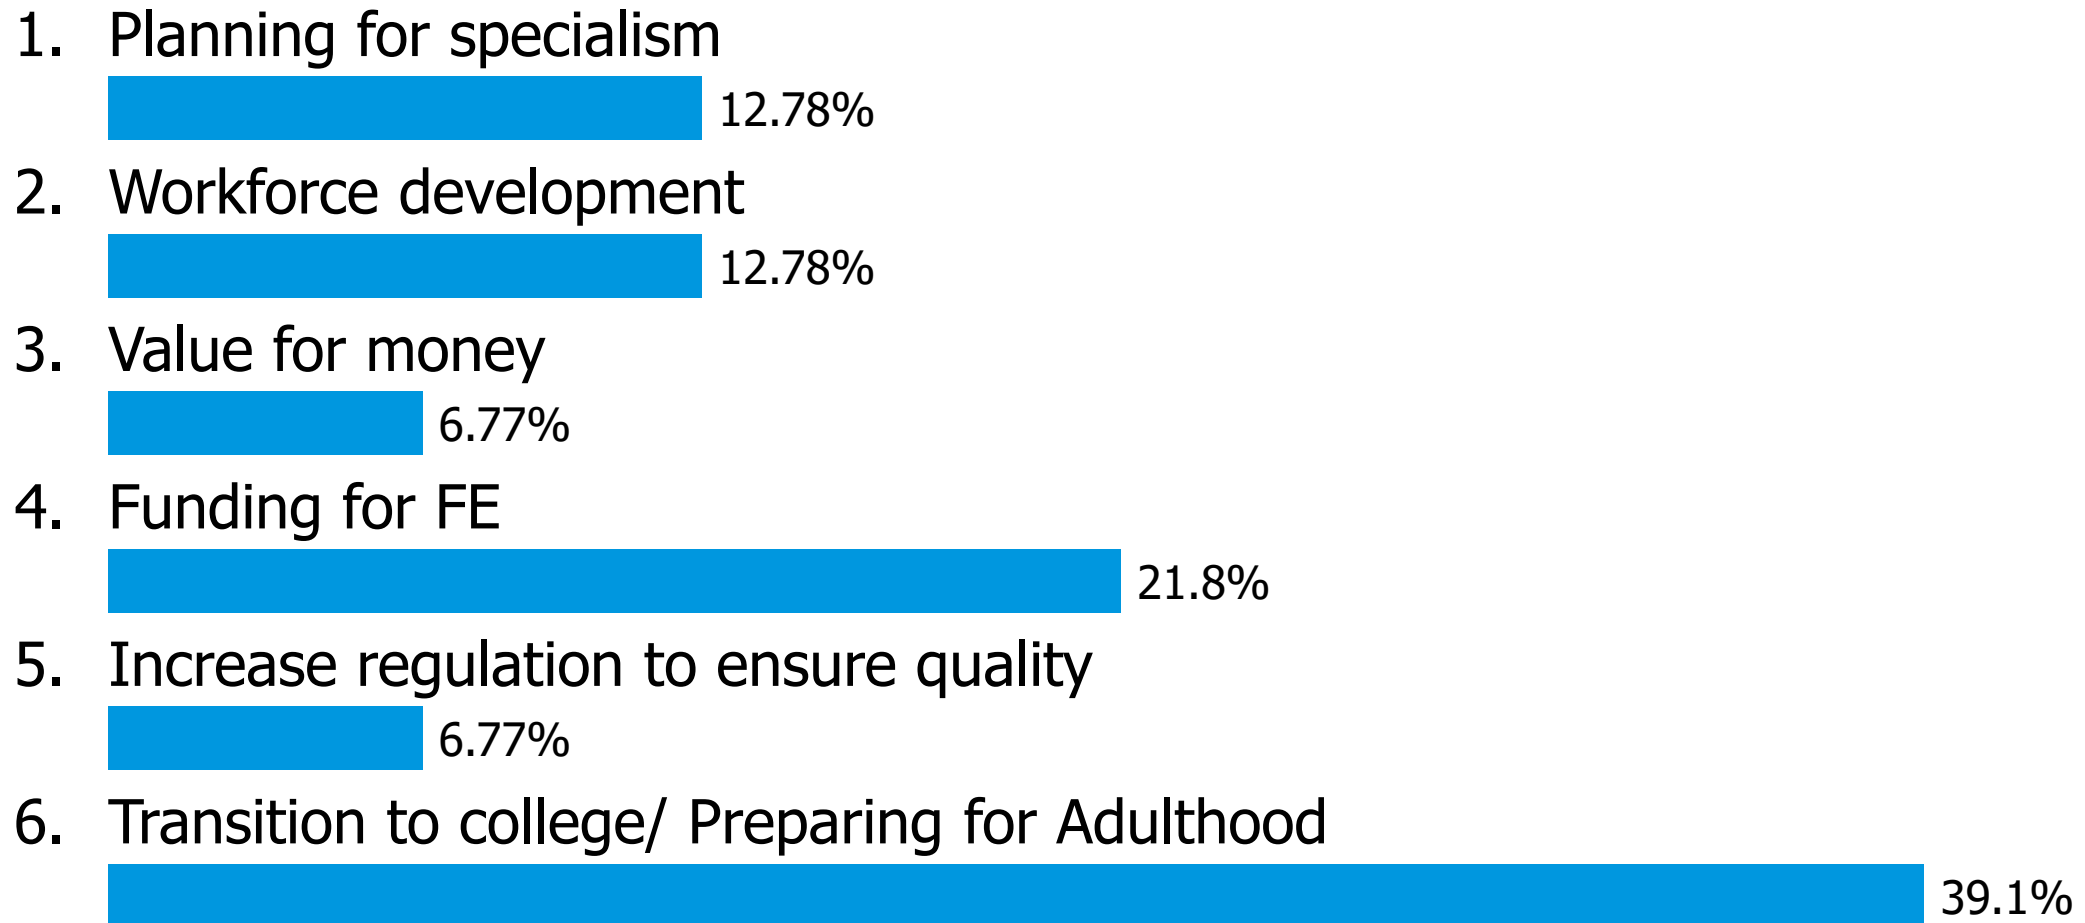 1. Planning for specialism
12.78%
2. Workforce development
12.78%
3. Value for money
6.77%
4. Funding for FE
21.8%
5. Increase regulation to ensure quality
6.77%
6. Transition to college/ Preparing for Adulthood
39.1%